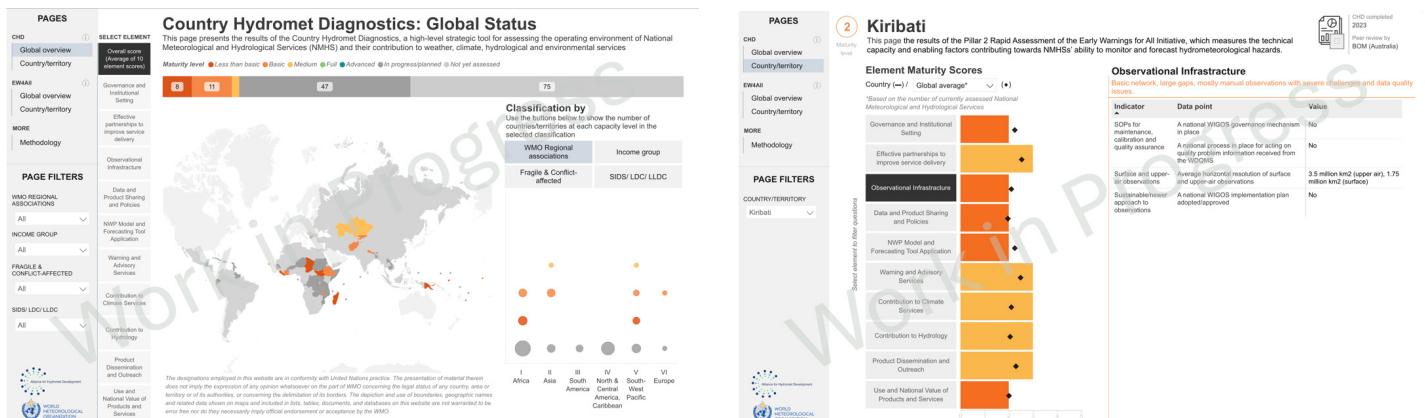 PAGES
CHD
Global overview
Country/territory
EW4All
Global overview
Country/territory
MORE
Methodology
PAGE FILTERS
WMO REGIONAL
ASSOCIATIONS
All
INCOME GROUP
All
FRAGILE &
CONFLICT-AFFECTED
All
SIDS/ LDC/ LLDC
All
Alliance for Hydromet Development
WORLD
METEOROLOGICAL
ORGANIZATION
SELECT ELEMENT
Overall score
(Average of 10
element scores)
Governance and
Institutional
Setting
Effective
partnerships to
improve service
delivery
Observational
Infrastructure
Data and
Product Sharing
and Policies
NWP Model and
Forecasting Tool
Application
Warning and
Advisory
Services
Contribution to
Climate Services
Contribution to
Hydrology
Product
Dissemination
and Outreach
Use and
National Value of
Products and
Services
Country Hydromet Diagnostics: Global Status
This page presents the results of the Country Hydromet Diagnostics, a high-level strategic tool for assessing the operating environment of National
Meteorological and Hydrological Services (NMHS) and their contribution to weather, climate, hydrological and environmental services
Maturity level Less than basic Basic Medium Full Advanced In progress/planned Not yet assessed
8 11 47 75
Classification by
Use the buttons below to show the number of
countries/territories at each capacity level in the
selected classification
WMO Regional
associations
Income group
Fragile & Conflict-
affected
SIDS/ LDC/ LLDC
I
Africa
II
Asia
III
South
America
IV
North &
Central
America,
Caribbean
V
South-
West
Pacific
VI
Europe
The designations employed in this website are in conformity with United Nations practice. The presentation of material therein
does not imply the expression of any opinion whatsoever on the part of WMO concerning the legal status of any country, area or
territory or of its authorities, or concerning the delimitation of its borders. The depiction and use of boundaries, geographic names
and related data shown on maps and included in lists, tables, documents, and databases on this website are not warranted to be
error free nor do they necessarily imply official endorsement or acceptance by the WMO.
Work in Progress
PAGES
CHD
Global overview
Country/territory
EW4All
Global overview
Country/territory
MORE
Methodology
PAGE FILTERS
COUNTRY/TERRITORY
Kiribati
Alliance for Hydromet Development
WORLD
METEOROLOGICAL
ORGANIZATION
2
Maturity
level
Kiribati
This page the results of the Pillar 2 Rapid Assessment of the Early Warnings for All Initiative, which measures the technical
capacity and enabling factors contributing towards NMHSs' ability to monitor and forecast hydrometeorological hazards.
CHD completed
2023
Peer review by
BOM (Australia)
Element Maturity Scores
Country (━) / Global average* (♦)
*Based on the number of currently assessed National
Meteorological and Hydrological Services
Select element to filter questions
Governance and Institutional
Setting
Effective partnerships to
improve service delivery
Observational Infrastructure
Data and Product Sharing
and Policies
NWP Model and
Forecasting Tool Application
Warning and Advisory
Services
Contribution to Climate
Services
Contribution to Hydrology
Product Dissemination and
Outreach
Use and National Value of
Products and Services
0 1 2 3 4 5
Observational Infrastructure
Basic network, large gaps, mostly manual observations with severe challenges and data quality
issues.
Indicator Data point Value
SOPs for
maintenance,
calibration and
quality assurance
A national WIGOS governance mechanism
in place
No
A national process in place for acting on
quality problem information received from
the WDQMS
No
Surface and upper-
air observations
Average horizontal resolution of surface
and upper-air observations
3.5 million km2 (upper air), 1.75
million km2 (surface)
Sustainable/newer
approach to
observations
A national WIGOS implementation plan
adopted/approved
No
Work in Progress